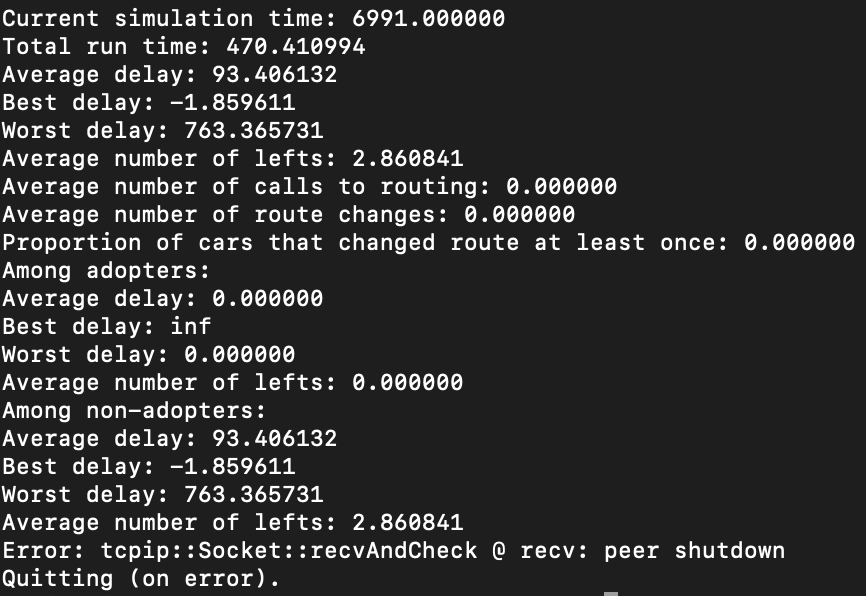 Current simulation time: 6991.000000
Total run time: 470.410994
Average delay: 93.406132
Best delay: -1.859611
Worst delay: 763.365731
Average number of lefts: 2.860841
Average number of calls to routing: 0.000000
Average number of route changes: 0.000000
Proportion of cars that changed route at least once: 0.000000
Among adopters:
Average delay: 0.000000
Best delay: inf
Worst delay: 0.000000
Average number of lefts: 0.000000
Among non-adopters:
Average delay: 93.406132
Best delay: -1.859611
Worst delay: 763.365731
Average number of lefts: 2.860841
Error: tcpip::Socket::recvAndCheck @ recv: peer shutdown
Quitting (on error).